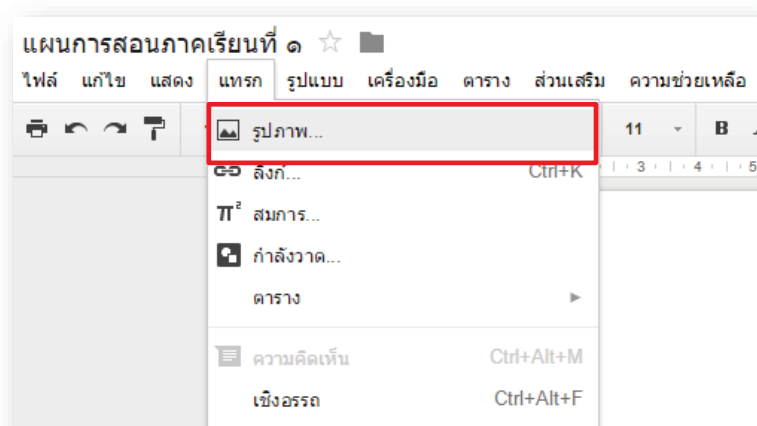 แผนการสอนภาคเรียนที่ ๑
ไฟล์ แก้ไข แสดง แทรก รูปแบบ เครื่องมือ ตาราง ส่วนเสริม ความช่วยเหลือ
11 B
รูปภาพ...
3 4 5
ลิงก์... Ctrl+K
π² สมการ...
กำลังวาด...
ตาราง
ความคิดเห็น Ctrl+Alt+M
เชิงอรรถ Ctrl+Alt+F